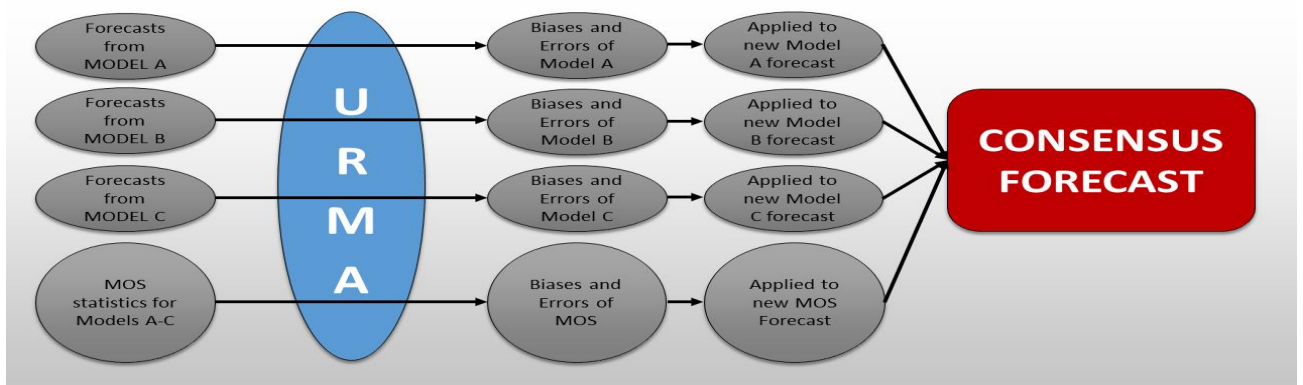 Forecasts
from
MODEL A
Biases and
Errors of
Model A
Applied to
new Model
A forecast
Forecasts
from
MODEL B
Biases and
Errors of
Model B
Applied to
new Model
B forecast
Forecasts
from
MODEL C
Biases and
Errors of
Model C
Applied to
new Model
C forecast
MOS
statistics for
Models A-C
Biases and
Errors of
MOS
Applied to
new MOS
Forecast
U
R
M
A
CONSENSUS
FORECAST